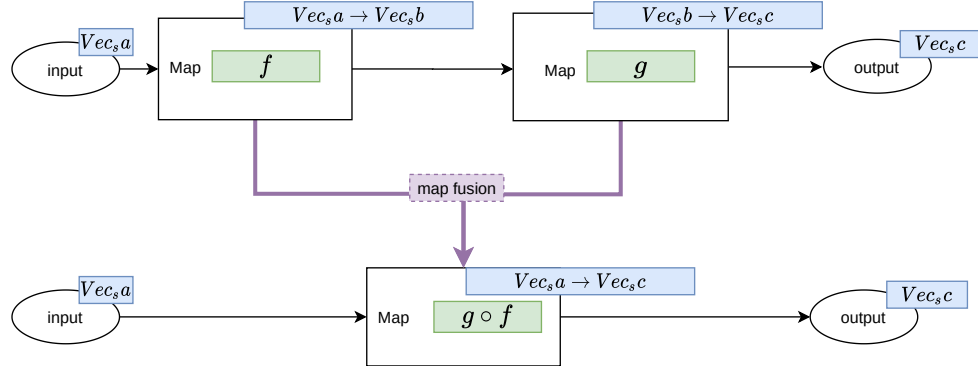 Vec_s a → Vec_s b
Vec_s b → Vec_s c
Vec_s a
Vec_s c
input
Map
f
Map
g
output
map fusion
Vec_s a
Vec_s a → Vec_s c
Vec_s c
input
Map
g ∘ f
output